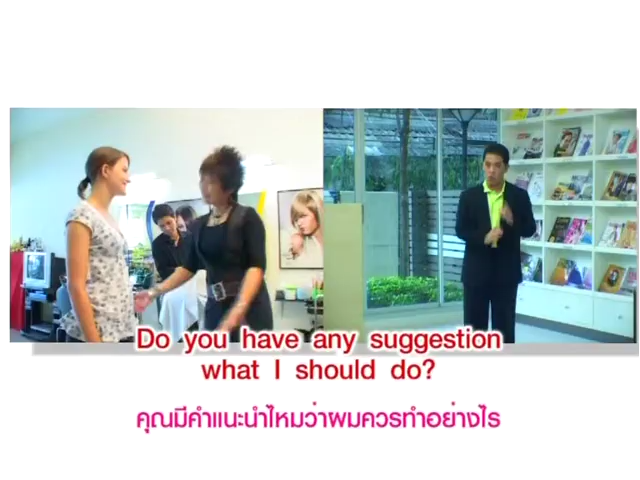 Do you have any suggestion
what I should do?
คุณมีคำแนะนำไหมว่าผมควรทำอย่างไร